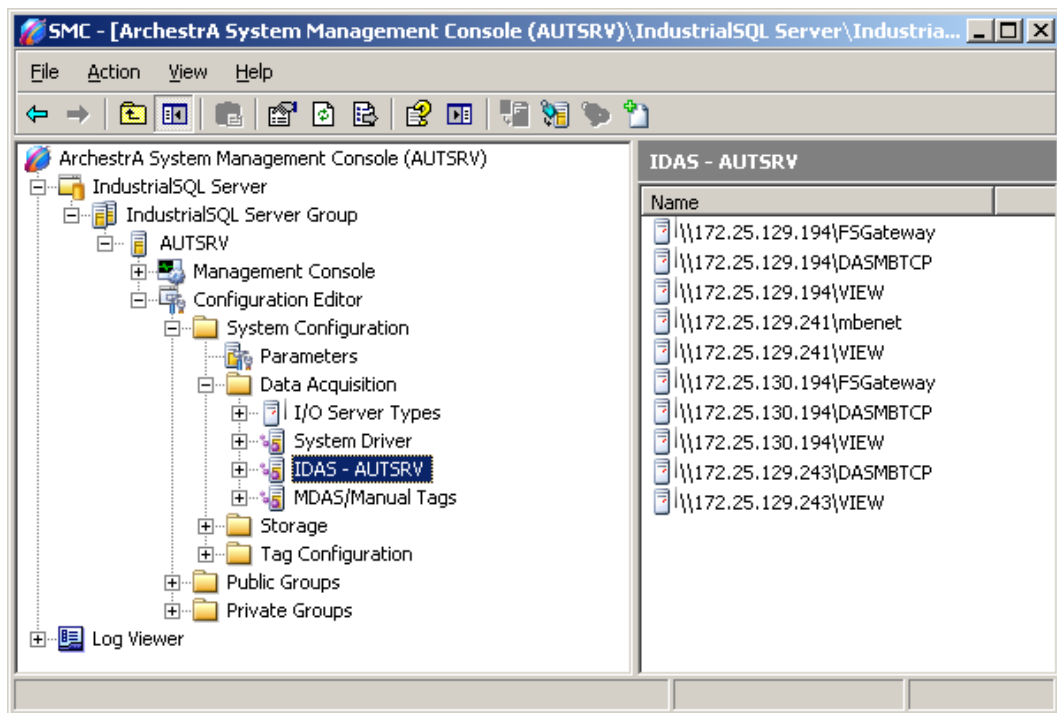 SMC - [ArchestrA System Management Console (AUTSRV)\IndustrialSQL Server\Industria...
File Action View Help
ArchestrA System Management Console (AUTSRV)
IndustrialSQL Server
IndustrialSQL Server Group
AUTSRV
Management Console
Configuration Editor
System Configuration
Parameters
Data Acquisition
I/O Server Types
System Driver
IDAS - AUTSRV
MDAS/Manual Tags
Storage
Tag Configuration
Public Groups
Private Groups
Log Viewer
IDAS - AUTSRV
Name
\\172.25.129.194\FSGateway
\\172.25.129.194\DASMBTCP
\\172.25.129.194\VIEW
\\172.25.129.241\mbenet
\\172.25.129.241\VIEW
\\172.25.130.194\FSGateway
\\172.25.130.194\DASMBTCP
\\172.25.130.194\VIEW
\\172.25.129.243\DASMBTCP
\\172.25.129.243\VIEW